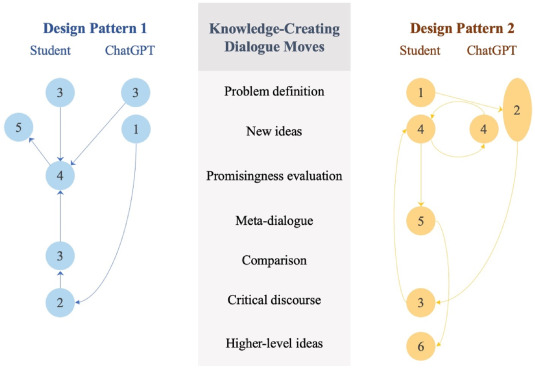 Design Pattern 1
Student ChatGPT
Knowledge-Creating
Dialogue Moves
Design Pattern 2
Student ChatGPT
3 3 Problem definition 1 2
5 1 New ideas 4 4
4 Promisingness evaluation
Meta-dialogue 5
3 Comparison
2 Critical discourse 3
Higher-level ideas 6